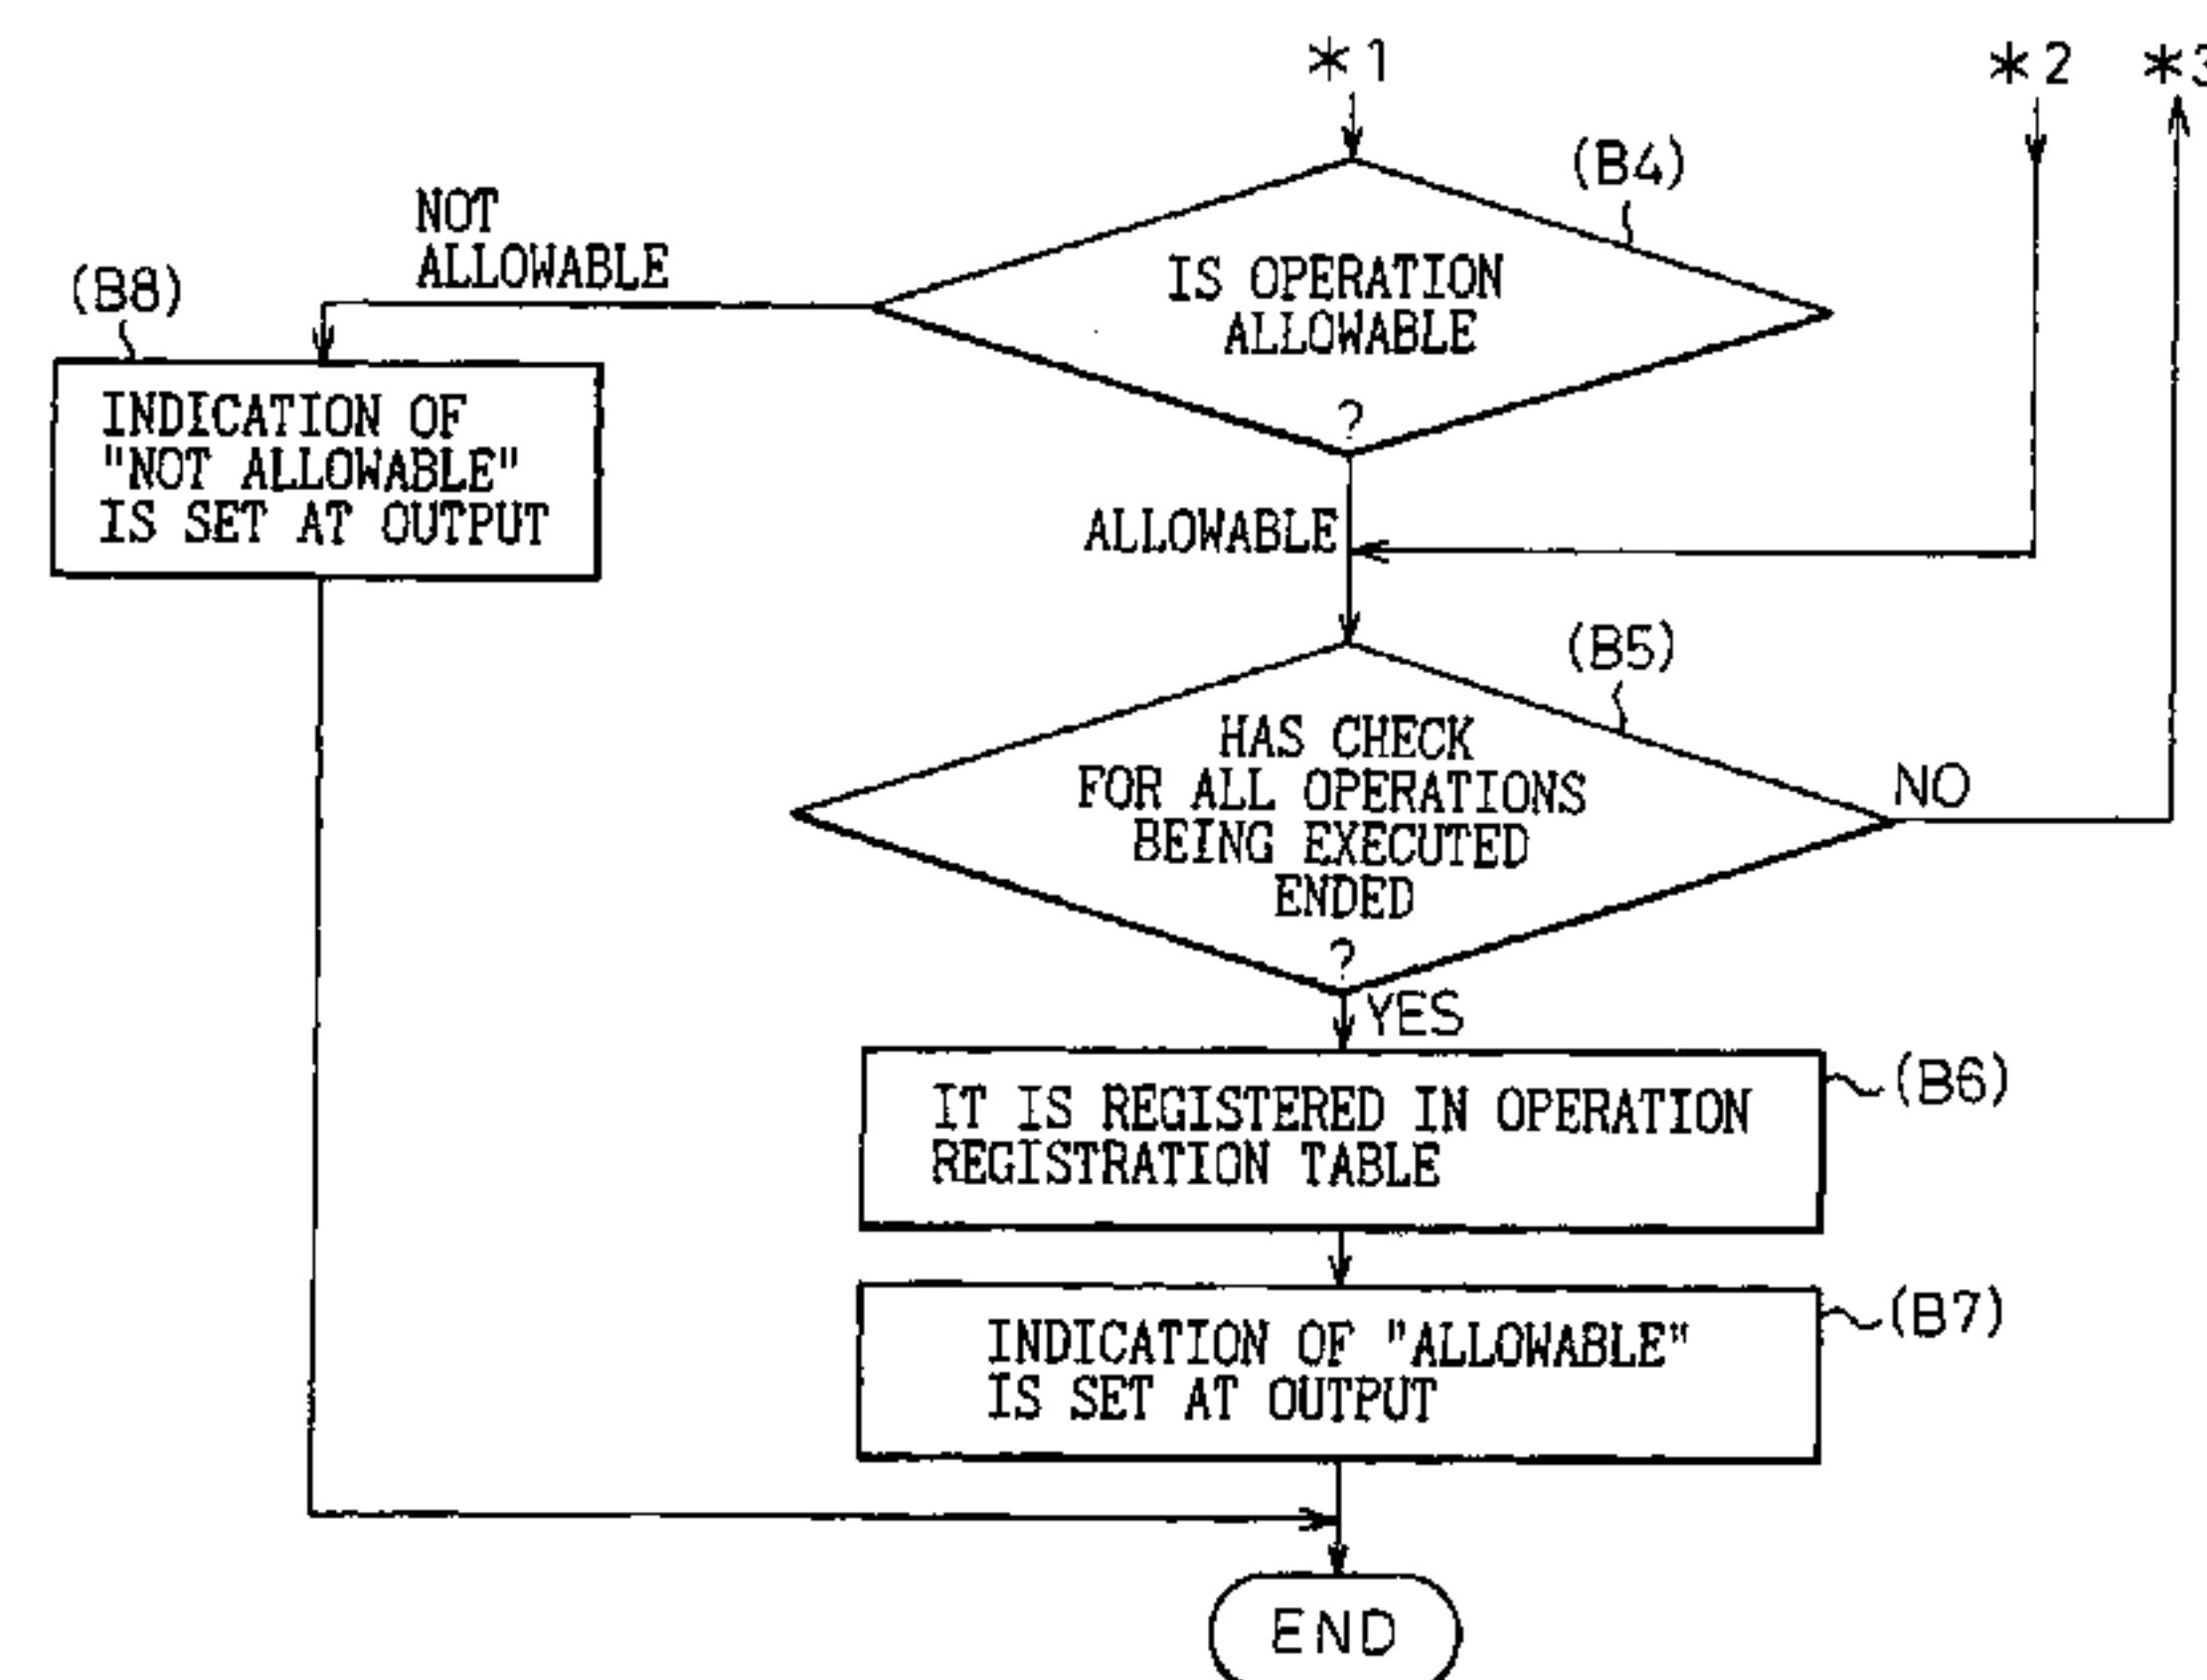 *1
*2
*3
(B4)
NOT
ALLOWABLE
IS OPERATION
ALLOWABLE
?
(B8)
INDICATION OF
"NOT ALLOWABLE"
IS SET AT OUTPUT
ALLOWABLE
(B5)
HAS CHECK
FOR ALL OPERATIONS
BEING EXECUTED
ENDED
?
NO
YES
IT IS REGISTERED IN OPERATION
REGISTRATION TABLE
(B6)
INDICATION OF "ALLOWABLE"
IS SET AT OUTPUT
(B7)
END